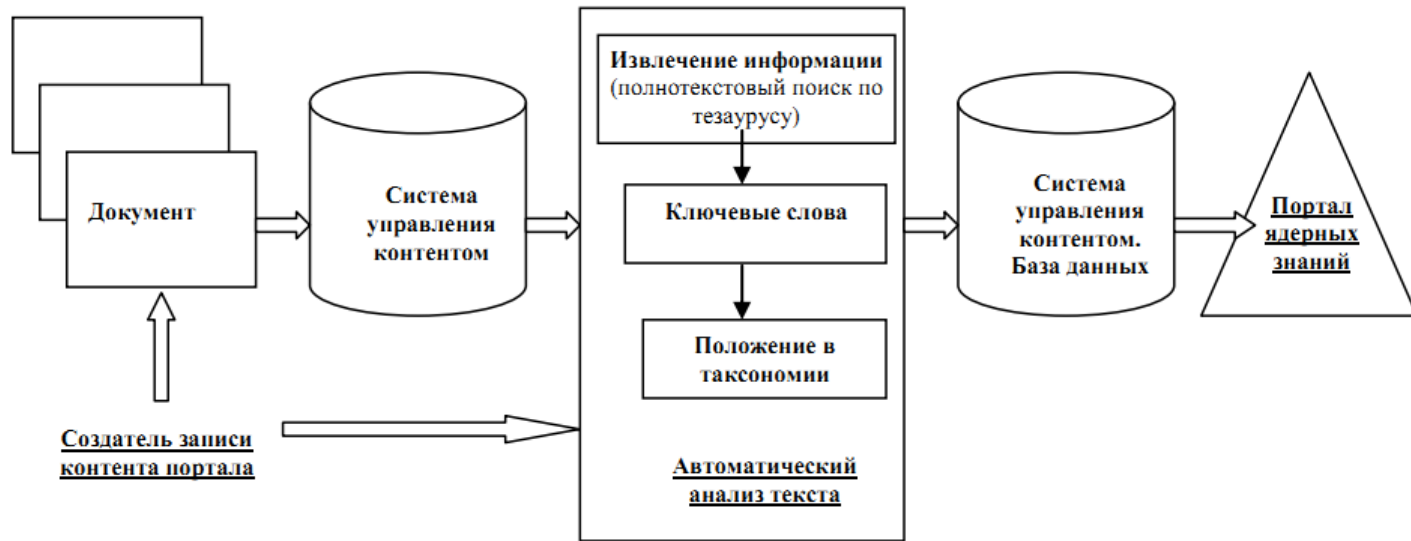 Документ
Создатель записи
контента портала
Система
управления
контентом
Извлечение информации
(полнотекстовый поиск по
тезаурусу)
Ключевые слова
Положение в
таксономии
Автоматический
анализ текста
Система
управления
контентом.
База данных
Портал
ядерных
знаний